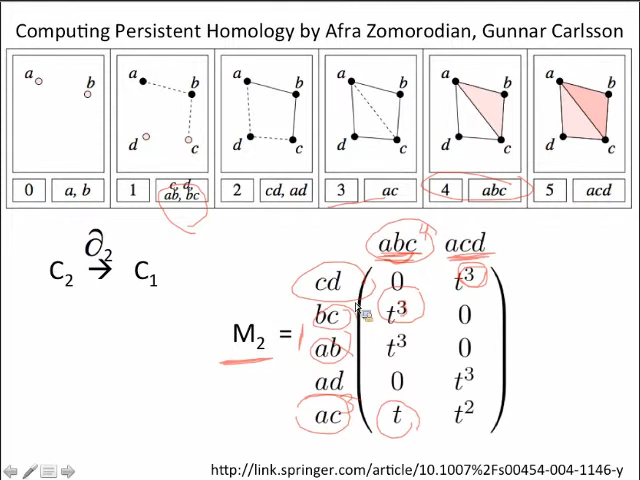 Computing Persistent Homology by Afra Zomorodian, Gunnar Carlsson
a b
a b d c
a b d c
a b d c
a b d c
a b d c
0 a, b 1 c, d, ab, bc 2 cd, ad 3 ac 4 abc 5 acd
∂₂
C₂ → C₁
abc 4 acd
cd 0 t³
bc t³ 0
M₂ = 1 ab t³ 0
ad 0 t³
ac t t²
http://link.springer.com/article/10.1007%2Fs00454-004-1146-y